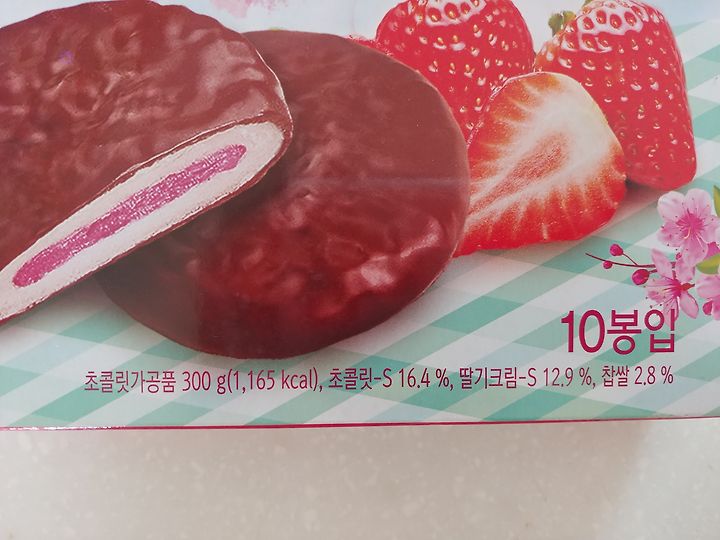 10봉입
초콜릿가공품 300 g(1,165 kcal), 초콜릿-S 16.4 %, 딸기크림-S 12.9 %, 찹쌀 2.8 %